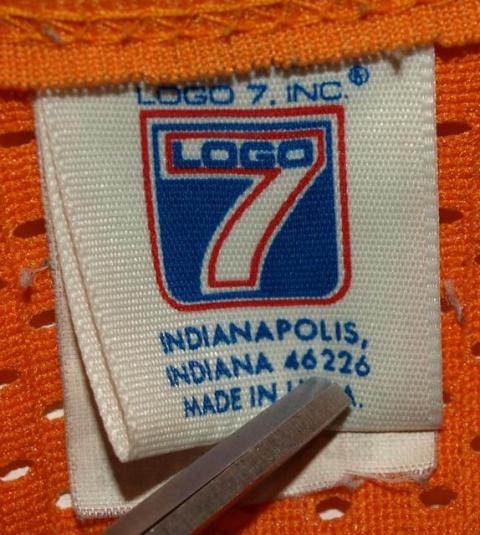 LOGO 7, INC.®
LOGO
7
INDIANAPOLIS,
INDIANA 46226
MADE IN